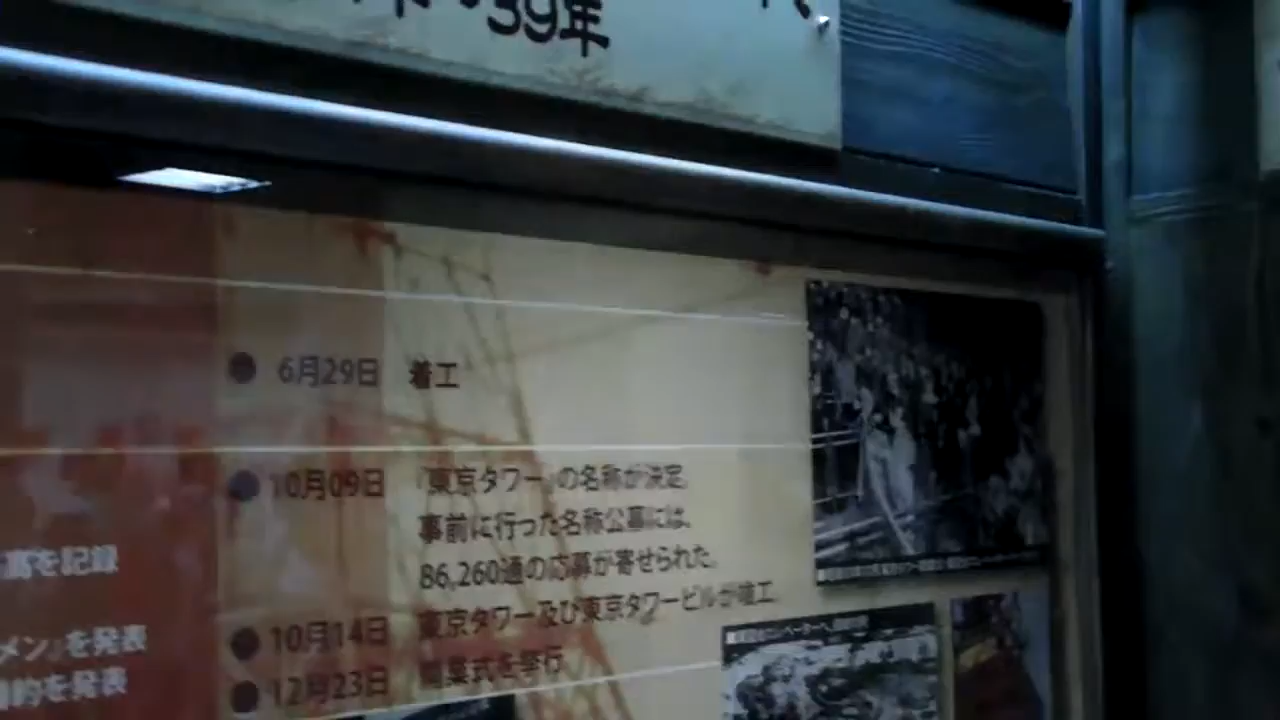 39年
6月29日 着工
10月09日 『東京タワー』の名称が決定。
事前に行った名称公募には、
86,260通の応募が寄せられた。
10月14日 東京タワー及び東京タワービルが竣工
12月23日 開業式を挙行
高を記録
メン』を発表
的を発表